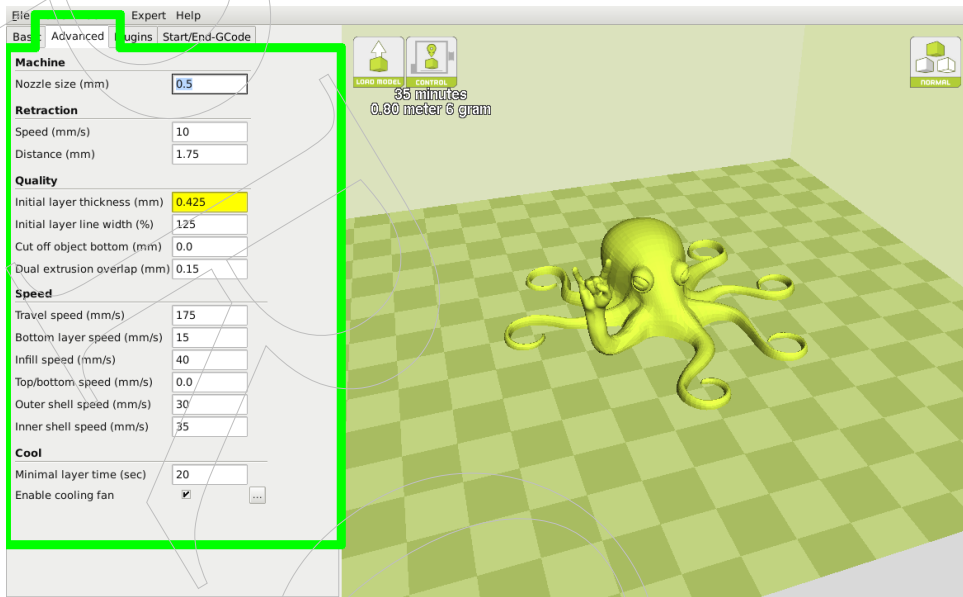 File Expert Help
Basic Advanced Plugins Start/End-GCode
Machine
Nozzle size (mm) 0.5
Retraction
Speed (mm/s) 10
Distance (mm) 1.75
Quality
Initial layer thickness (mm) 0.425
Initial layer line width (%) 125
Cut off object bottom (mm) 0.0
Dual extrusion overlap (mm) 0.15
Speed
Travel speed (mm/s) 175
Bottom layer speed (mm/s) 15
Infill speed (mm/s) 40
Top/bottom speed (mm/s) 0.0
Outer shell speed (mm/s) 30
Inner shell speed (mm/s) 35
Cool
Minimal layer time (sec) 20
Enable cooling fan ...
LOAD MODEL CONTROL
35 minutes
0.80 meter 6 gram
NORMAL